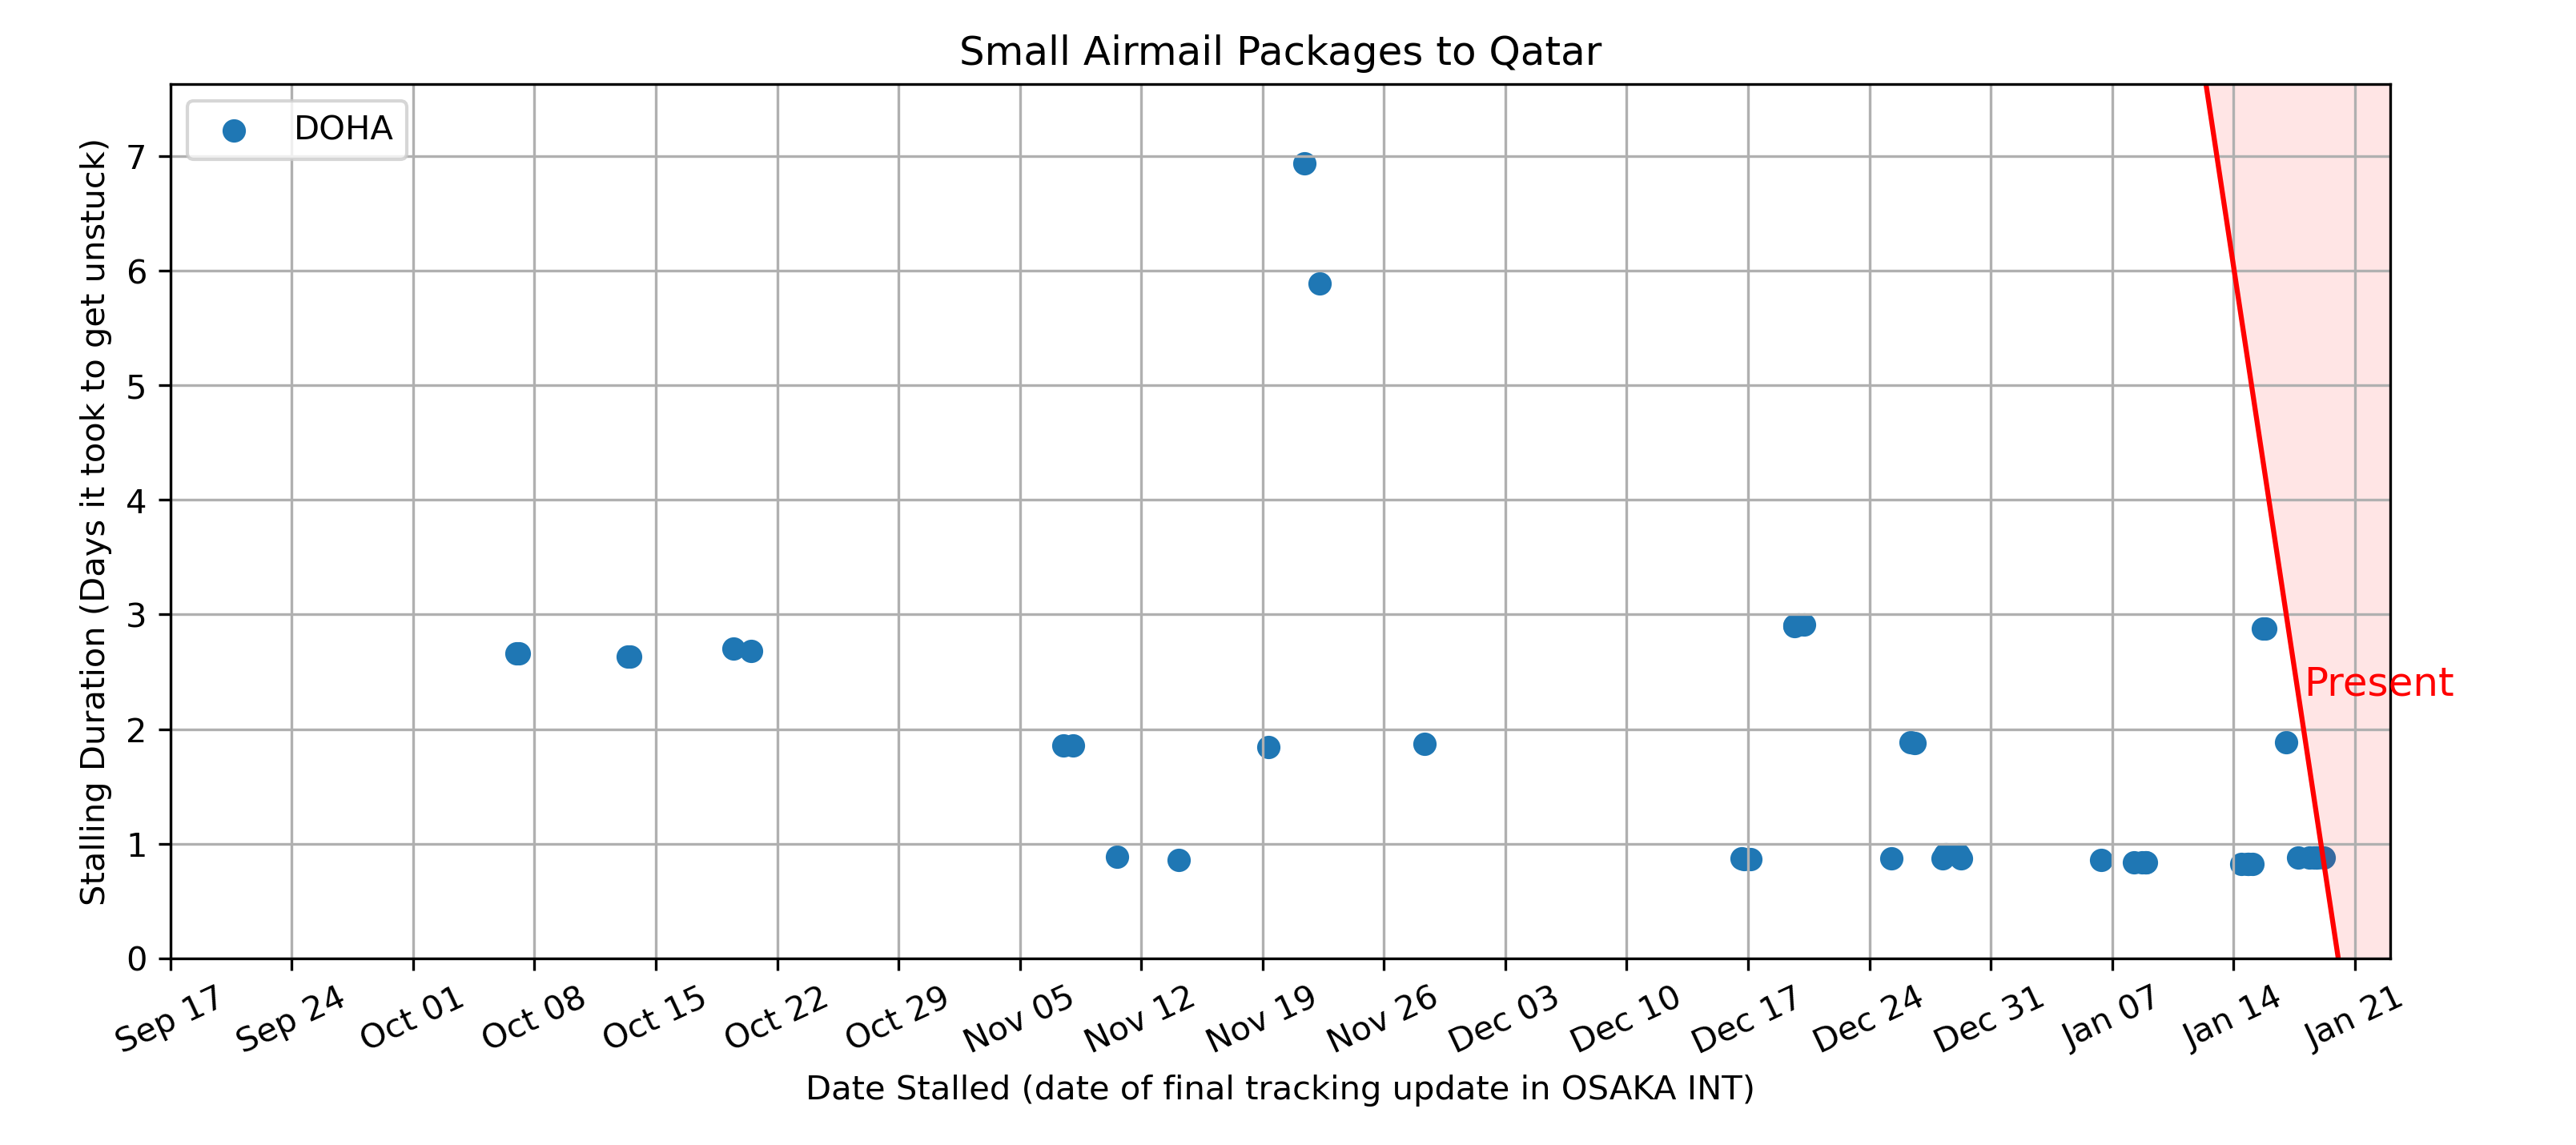 Small Airmail Packages to Qatar
DOHA
Stalling Duration (Days it took to get unstuck)
7
6
5
4
3
2
1
0
Present
Sep 17
Sep 24
Oct 01
Oct 08
Oct 15
Oct 22
Oct 29
Nov 05
Nov 12
Nov 19
Nov 26
Dec 03
Dec 10
Dec 17
Dec 24
Dec 31
Jan 07
Jan 14
Jan 21
Date Stalled (date of final tracking update in OSAKA INT)